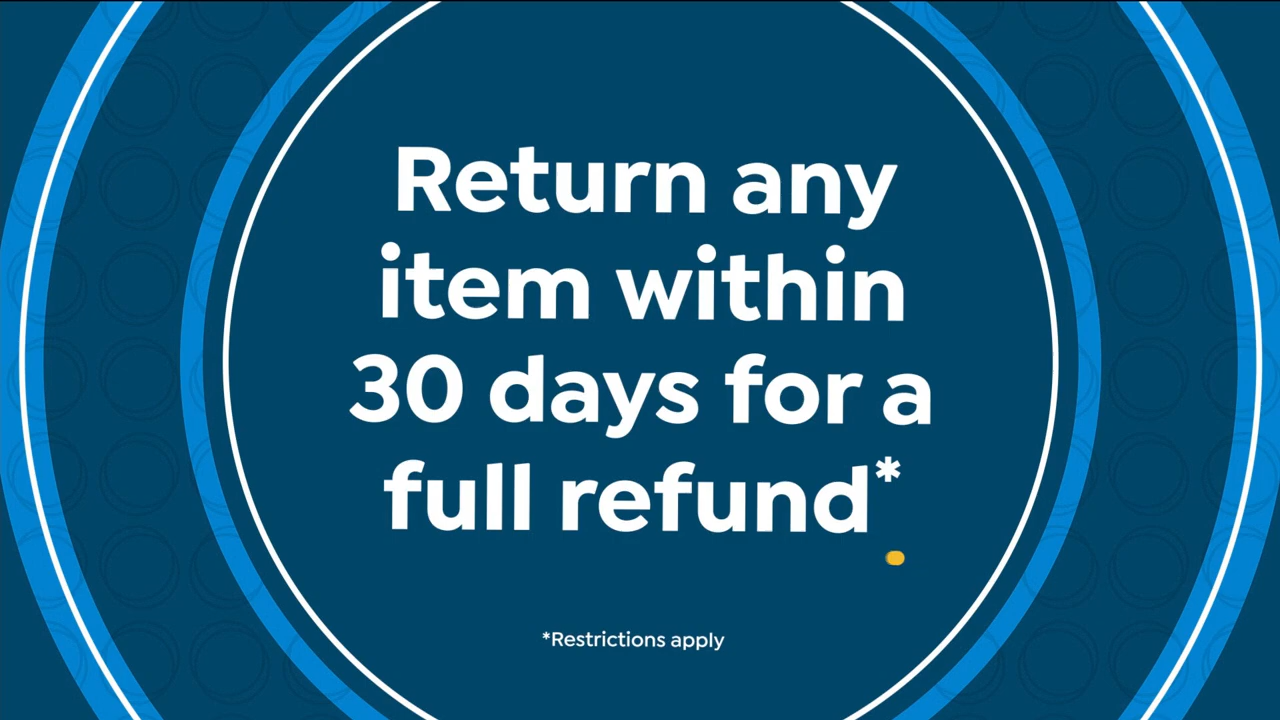 Return any
item within
30 days for a
full refund*
*Restrictions apply